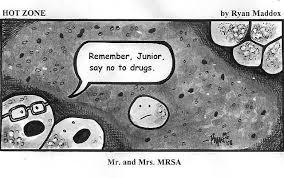 HOT ZONE
by Ryan Maddox
Remember, Junior,
say no to drugs.
Mr. and Mrs. MRSA